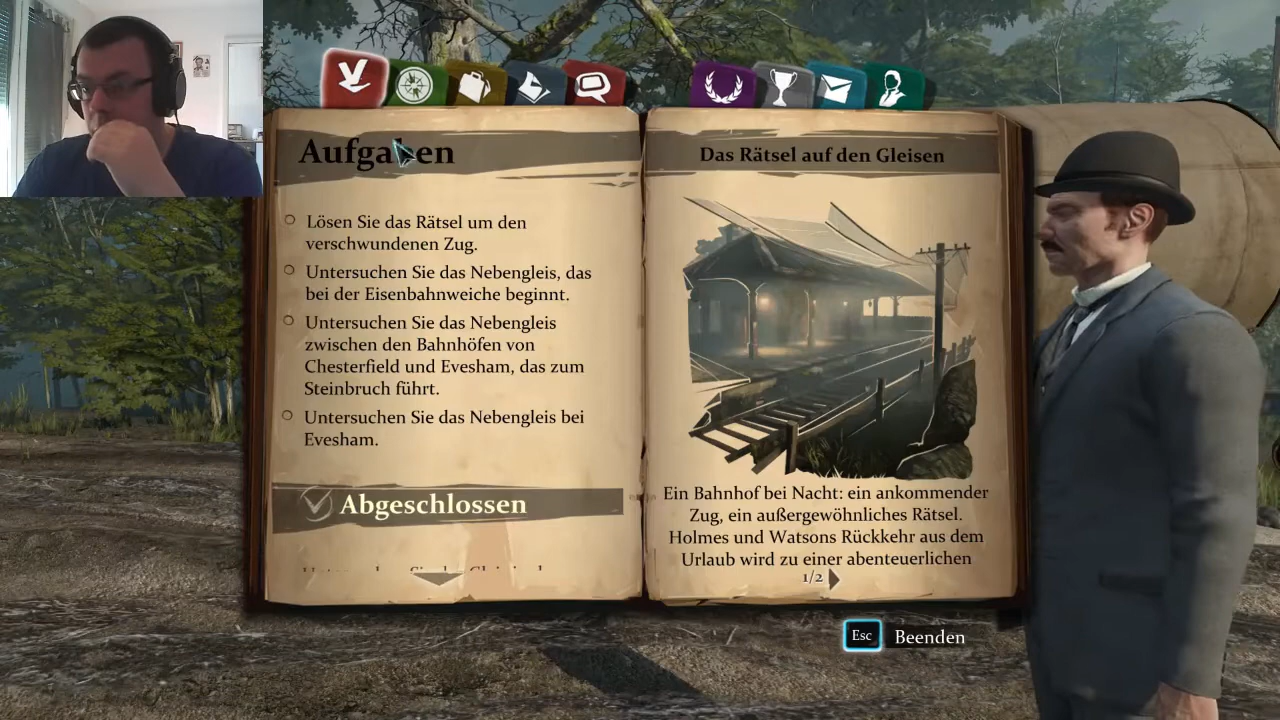 Aufgaben
Lösen Sie das Rätsel um den
verschwundenen Zug.
Untersuchen Sie das Nebengleis, das
bei der Eisenbahnweiche beginnt.
Untersuchen Sie das Nebengleis
zwischen den Bahnhöfen von
Chesterfield und Evesham, das zum
Steinbruch führt.
Untersuchen Sie das Nebengleis bei
Evesham.
Abgeschlossen
Das Rätsel auf den Gleisen
Ein Bahnhof bei Nacht: ein ankommender
Zug, ein außergewöhnliches Rätsel.
Holmes und Watsons Rückkehr aus dem
Urlaub wird zu einer abenteuerlichen
1/2
Esc Beenden